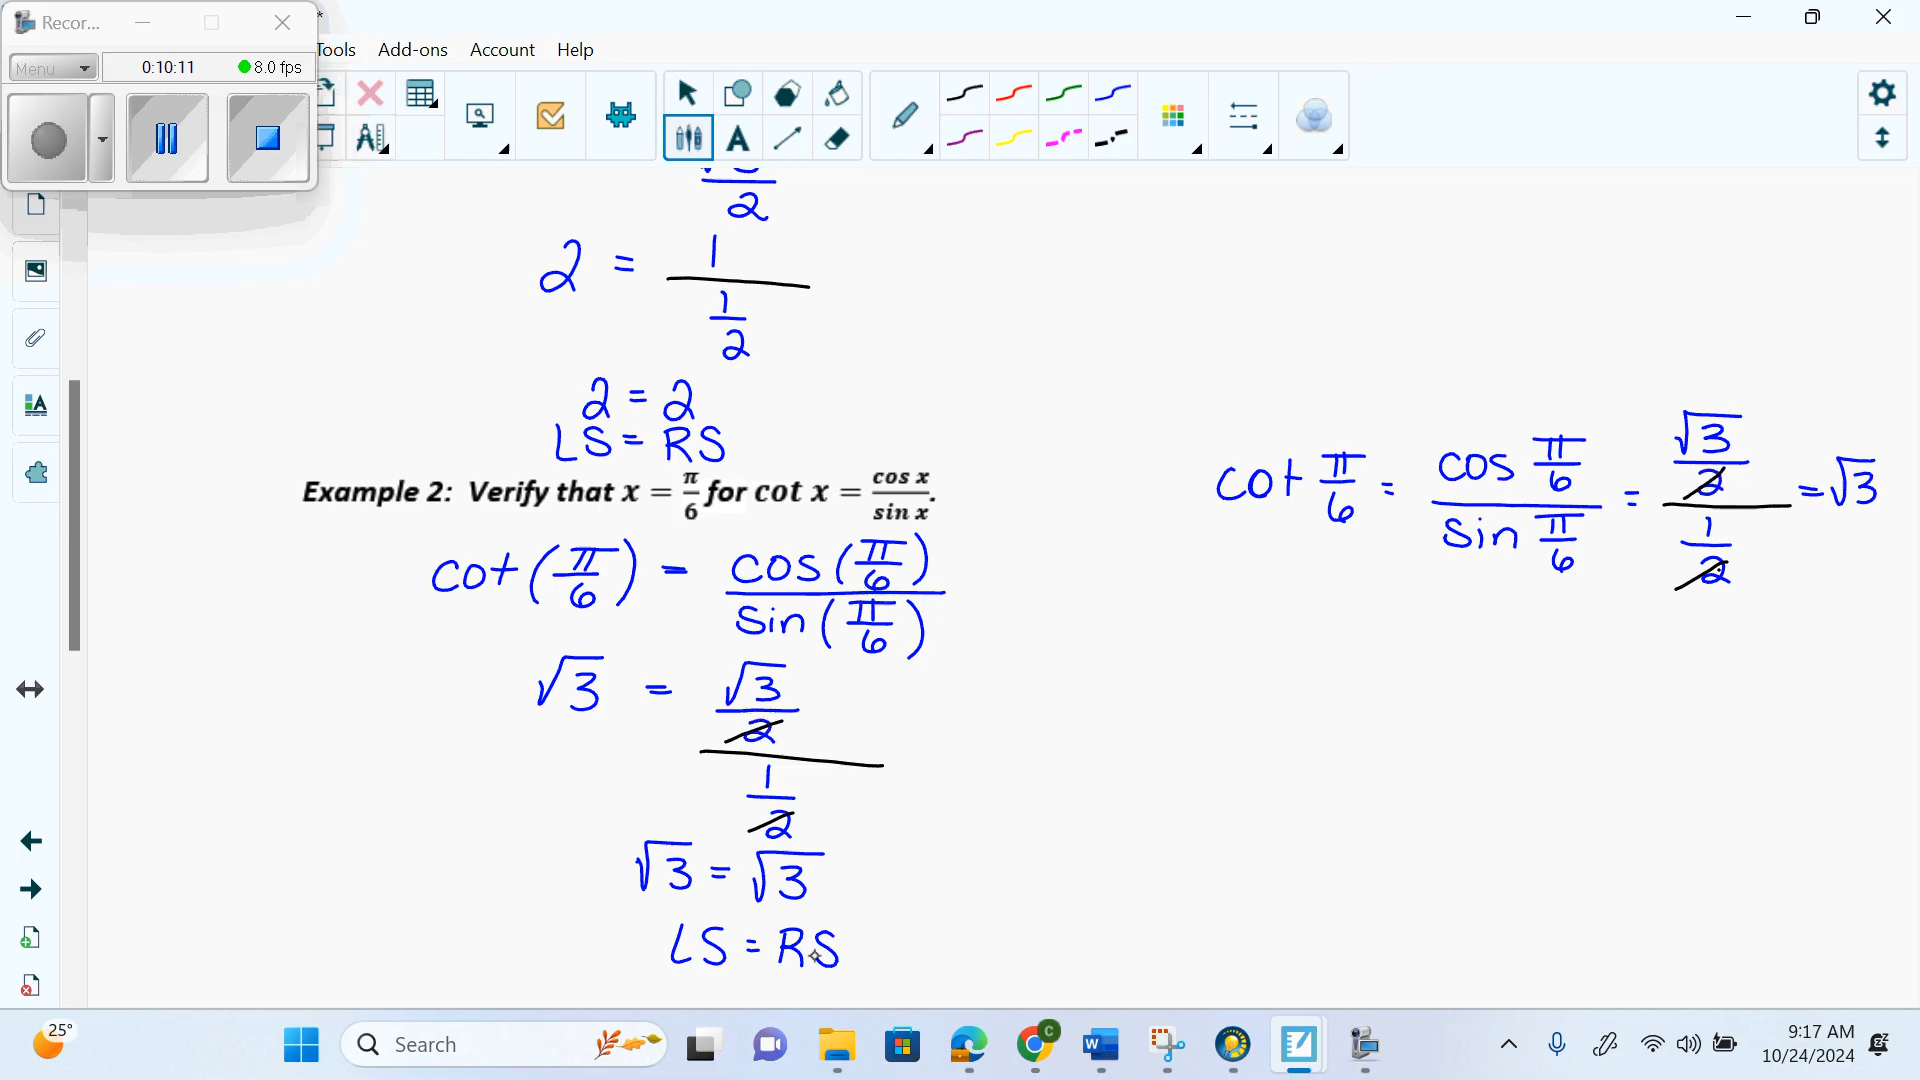 Recor...
Menu 0:10:11 8.0 fps
Tools Add-ons Account Help
2
2 = 1/(1/2)
2 = 2
LS = RS
Example 2: Verify that x = π/6 for cot x = cos x/sin x.
cot(π/6) = cos(π/6)/sin(π/6)
√3 = (√3/2)/(1/2)
√3 = √3
LS = RS
cot π/6 = cos π/6 / sin π/6 = (√3/2)/(1/2) = √3
25°
Search
C
9:17 AM
10/24/2024